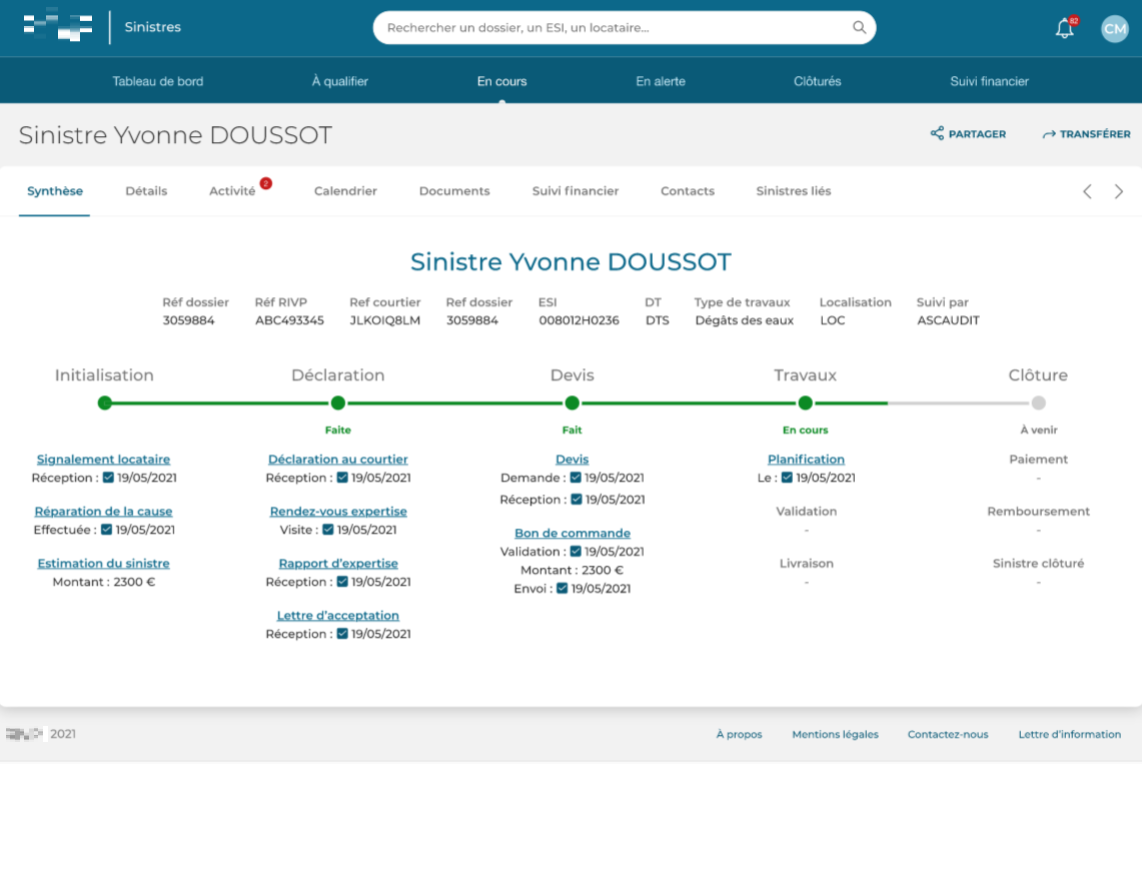 Sinistres
Rechercher un dossier, un ESI, un locataire...
82
CM
Tableau de bord
À qualifier
En cours
En alerte
Clôturés
Suivi financier
Sinistre Yvonne DOUSSOT
PARTAGER
TRANSFÉRER
Synthèse
Détails
Activité
2
Calendrier
Documents
Suivi financier
Contacts
Sinistres liés
Sinistre Yvonne DOUSSOT
Réf dossier
3059884
Réf RIVP
ABC493345
Ref courtier
JLKOIQ8LM
Ref dossier
3059884
ESI
008012H0236
DT
DTS
Type de travaux
Dégâts des eaux
Localisation
LOC
Suivi par
ASCAUDIT
Initialisation
Signalement locataire
Réception : 19/05/2021
Réparation de la cause
Effectuée : 19/05/2021
Estimation du sinistre
Montant : 2300 €
Déclaration
Faite
Déclaration au courtier
Réception : 19/05/2021
Rendez-vous expertise
Visite : 19/05/2021
Rapport d'expertise
Réception : 19/05/2021
Lettre d'acceptation
Réception : 19/05/2021
Devis
Fait
Devis
Demande : 19/05/2021
Réception : 19/05/2021
Bon de commande
Validation : 19/05/2021
Montant : 2300 €
Envoi : 19/05/2021
Travaux
En cours
Planification
Le : 19/05/2021
Validation
-
Livraison
-
Clôture
À venir
Paiement
-
Remboursement
-
Sinistre clôturé
-
2021
À propos
Mentions légales
Contactez-nous
Lettre d'information